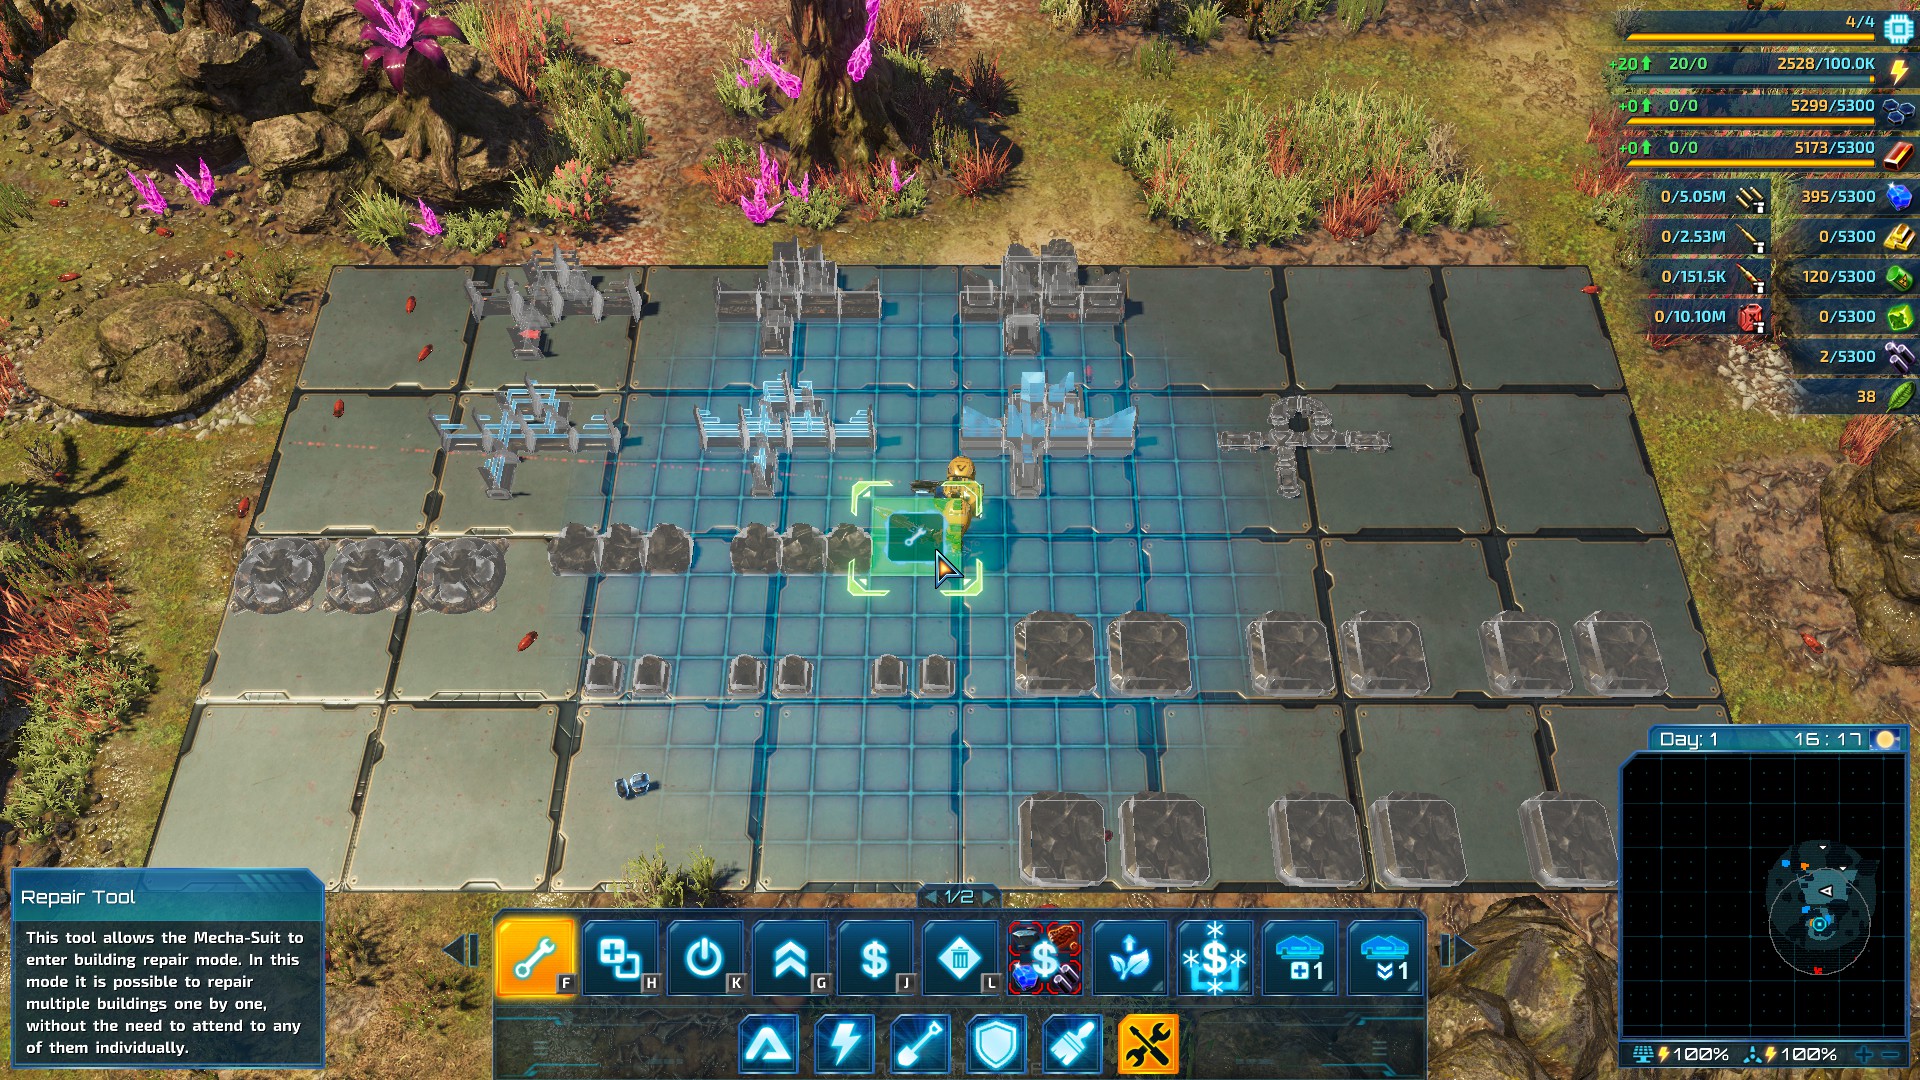 4/4
+20 20/0 2528/100.0K
+0 0/0 5299/5300
+0 0/0 5173/5300
0/5.05M 395/5300
0/2.53M 0/5300
0/151.5K 120/5300
0/10.10M 0/5300
2/5300
38
Day: 1 16:17
100% 100%
Repair Tool
This tool allows the Mecha-Suit to
enter building repair mode. In this
mode it is possible to repair
multiple buildings one by one,
without the need to attend to any
of them individually.
1/2
F H K G J L 1 1